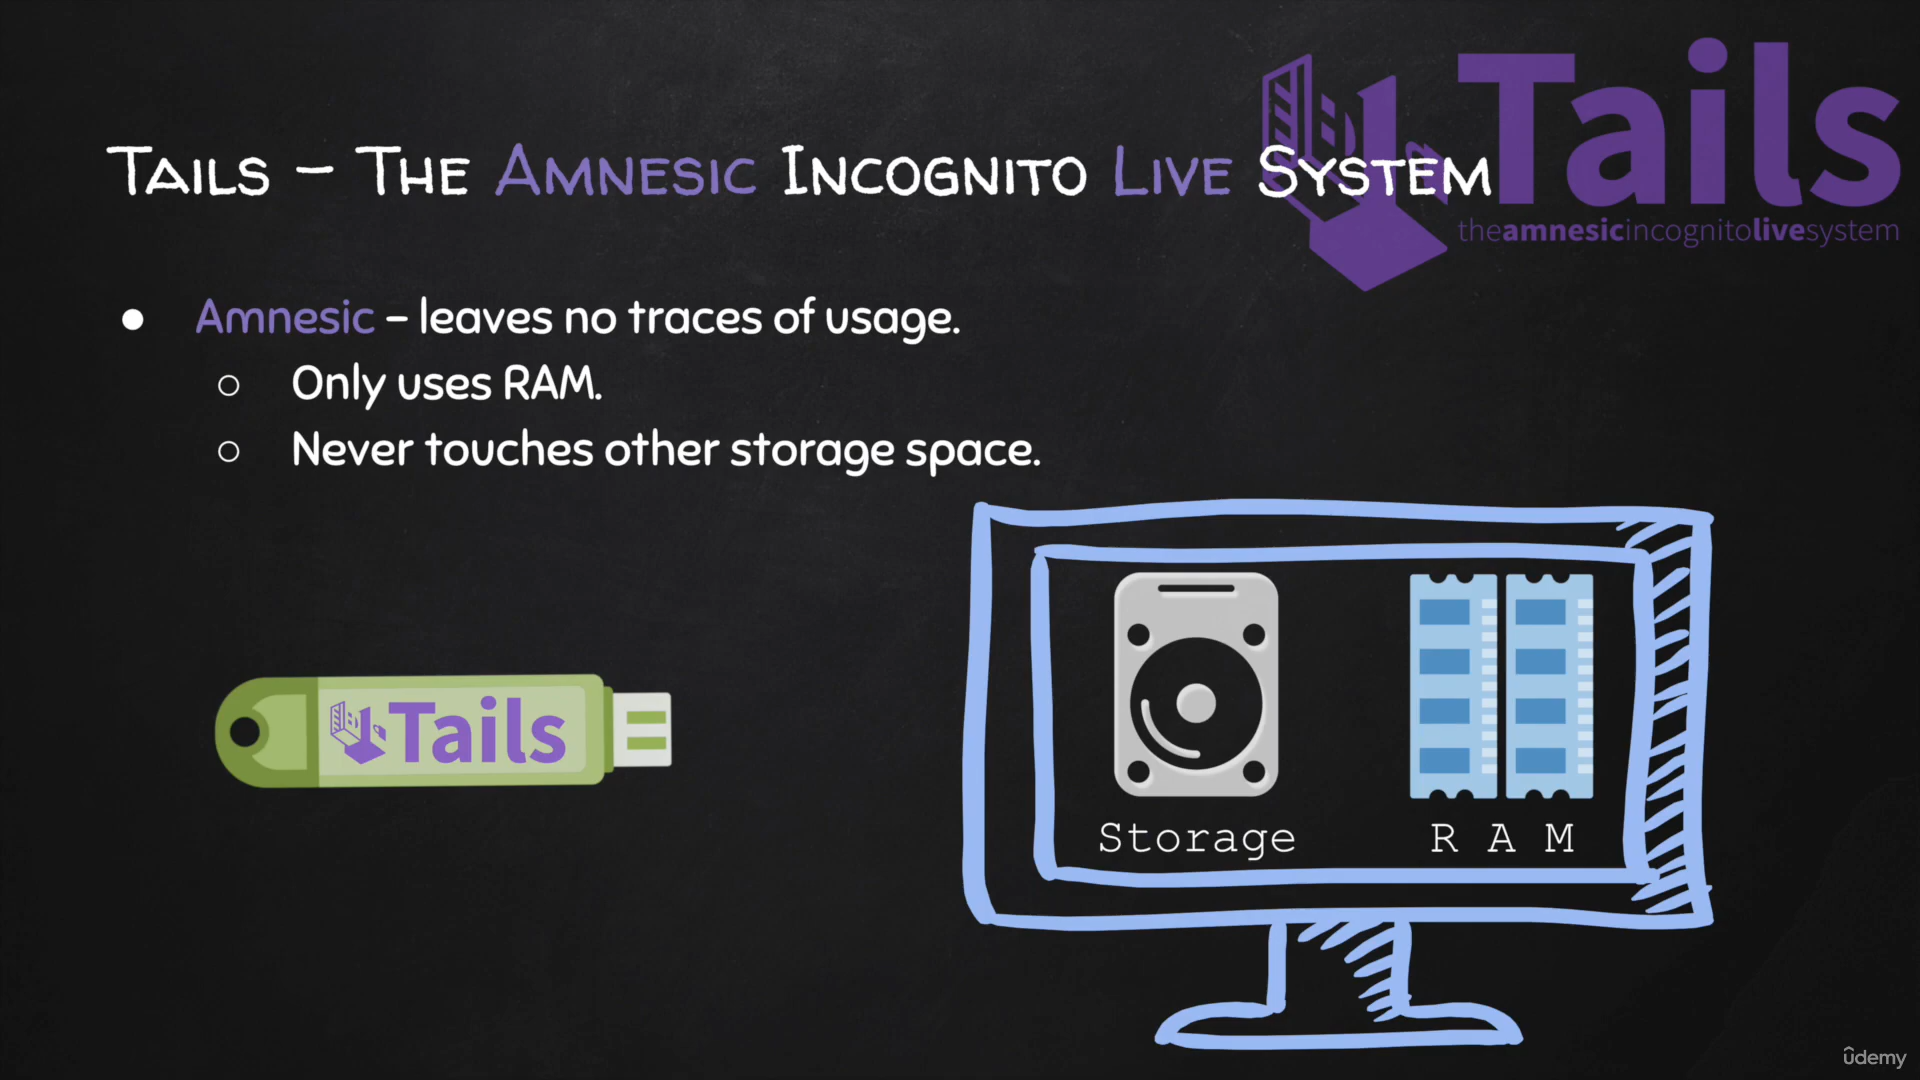 Tails
theamnesicincognitolivesystem
Tails – The Amnesic Incognito Live System
● Amnesic – leaves no traces of usage.
○ Only uses RAM.
○ Never touches other storage space.
Tails
Storage
R A M
ûdemy